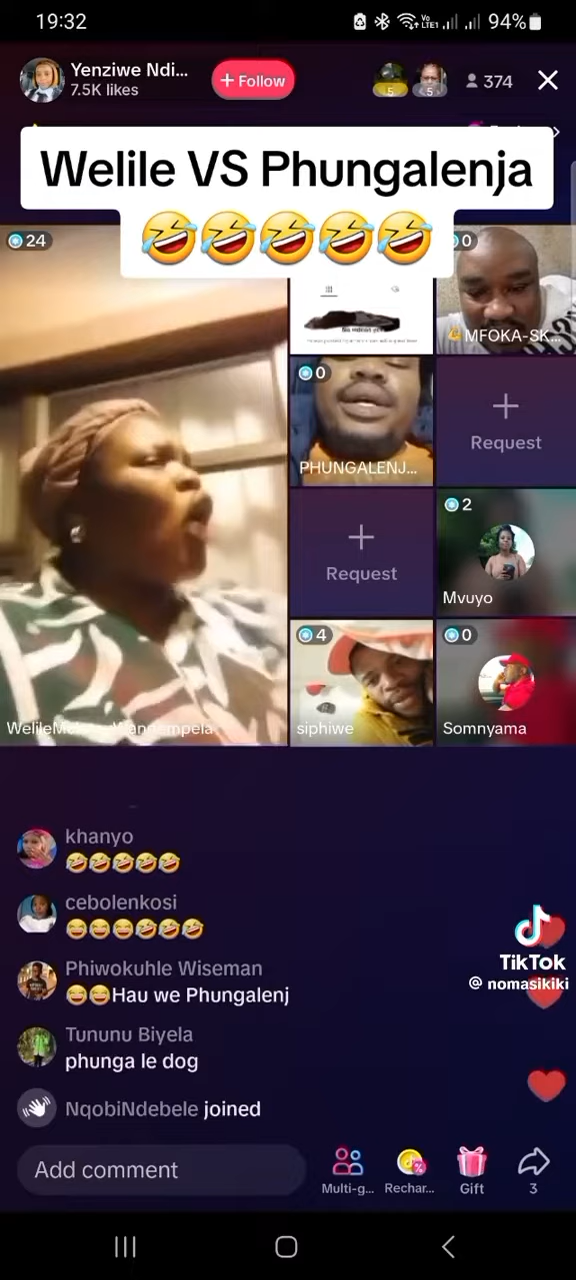 19:32
94%
Yenziwe Ndi...
7.5K likes
+ Follow
5
5
374
Welile VS Phungalenja
🤣🤣🤣🤣🤣
24
0
MFOKA-SK...
0
PHUNGALENJ...
Request
Request
2
Mvuyo
4
siphiwe
0
Somnyama
khanyo
🤣🤣🤣🤣🤣
cebolenkosi
😂😂😂🤣🤣🤣
Phiwokuhle Wiseman
😂😂Hau we Phungalenj
Tununu Biyela
phunga le dog
NqobiNdebele joined
TikTok
@ nomasikiki
Add comment
Multi-g...
Rechar...
Gift
3